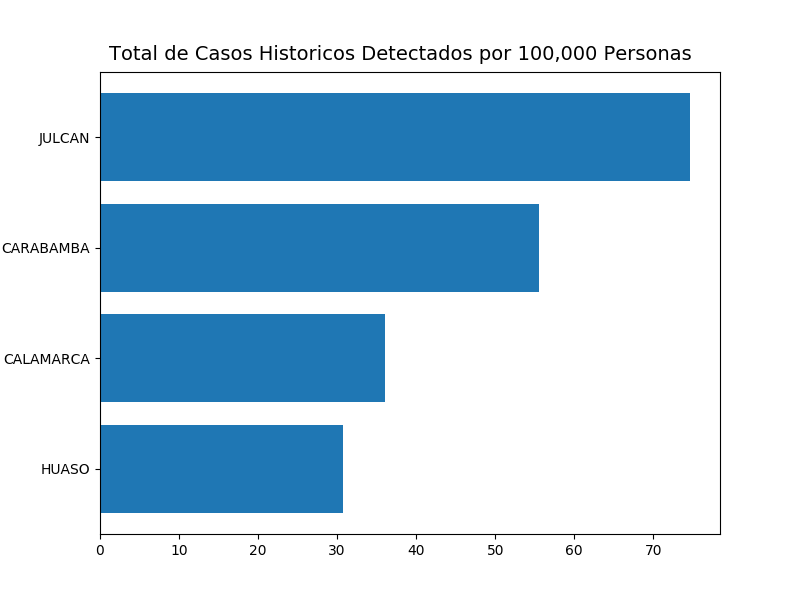 Total de Casos Historicos Detectados por 100,000 Personas
JULCAN
CARABAMBA
CALAMARCA
HUASO
0 10 20 30 40 50 60 70